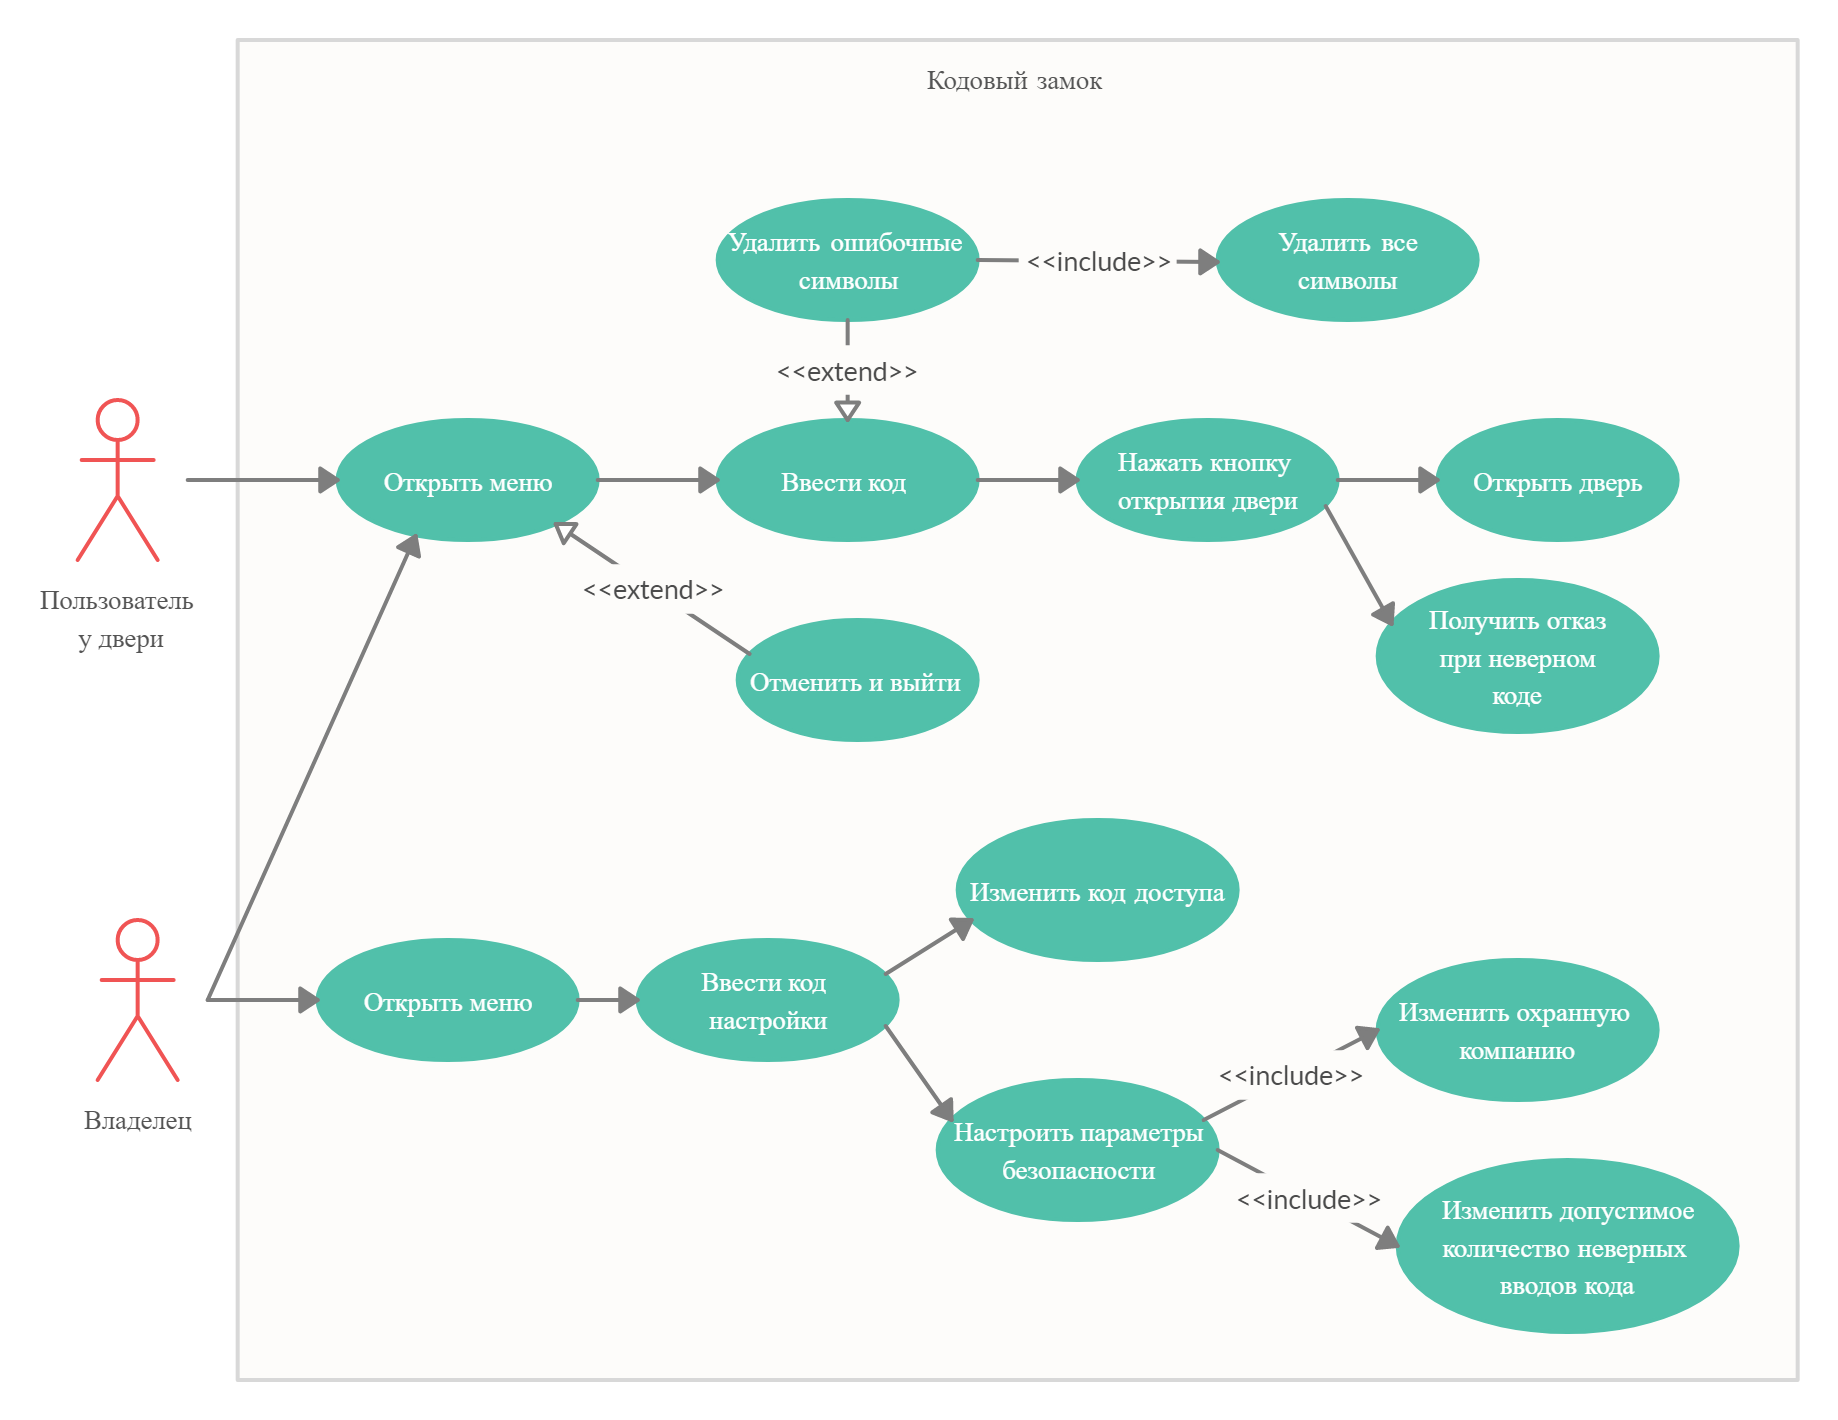 Кодовый замок
Удалить ошибочные
символы
<<include>>
Удалить все
символы
<<extend>>
Пользователь
у двери
Открыть меню
Ввести код
Нажать кнопку
открытия двери
Открыть дверь
<<extend>>
Отменить и выйти
Получить отказ
при неверном
коде
Владелец
Открыть меню
Ввести код
настройки
Изменить код доступа
Настроить параметры
безопасности
<<include>>
Изменить охранную
компанию
<<include>>
Изменить допустимое
количество неверных
вводов кода